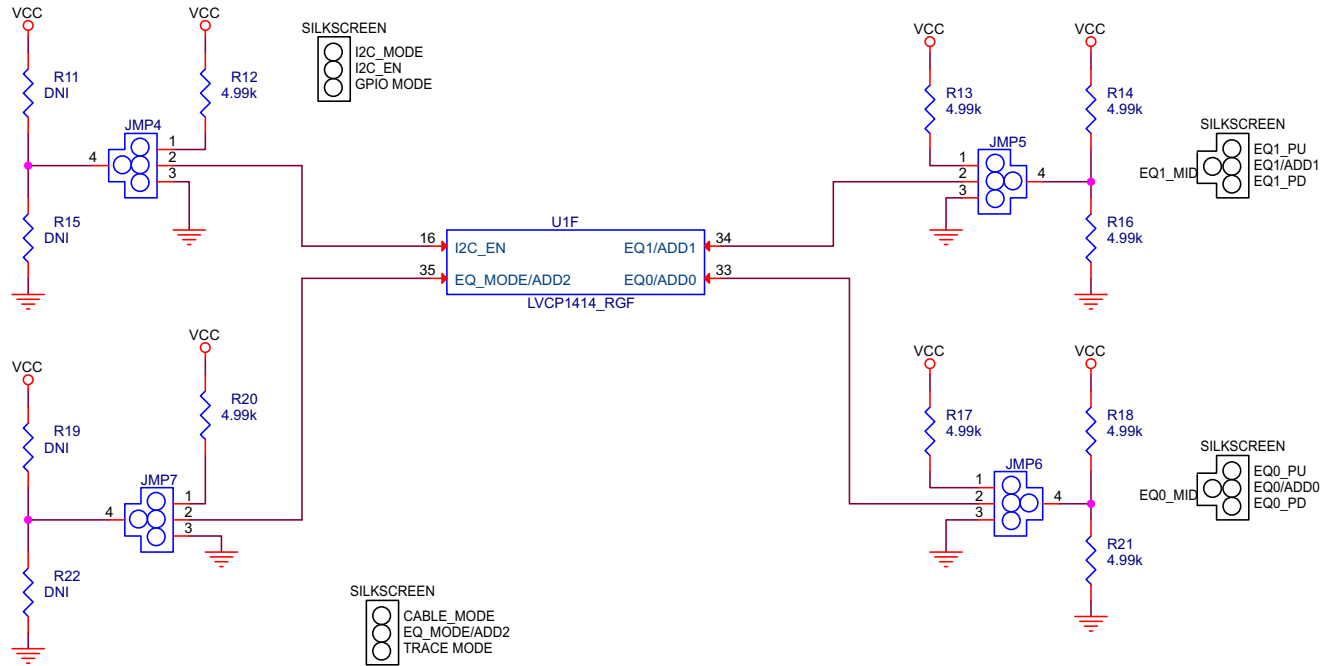 VCC
VCC
SILKSCREEN
I2C_MODE
I2C_EN
GPIO MODE
R11
DNI
R12
4.99k
JMP4
4
1
2
3
R15
DNI
VCC
VCC
R13
4.99k
R14
4.99k
JMP5
1
2
3
4
R16
4.99k
SILKSCREEN
EQ1_PU
EQ1/ADD1
EQ1_PD
EQ1_MID
U1F
16
I2C_EN
EQ1/ADD1
34
35
EQ_MODE/ADD2
EQ0/ADD0
33
LVCP1414_RGF
VCC
VCC
R19
DNI
R20
4.99k
JMP7
4
1
2
3
R22
DNI
SILKSCREEN
CABLE_MODE
EQ_MODE/ADD2
TRACE MODE
VCC
VCC
R17
4.99k
R18
4.99k
JMP6
1
2
3
4
R21
4.99k
SILKSCREEN
EQ0_PU
EQ0/ADD0
EQ0_PD
EQ0_MID